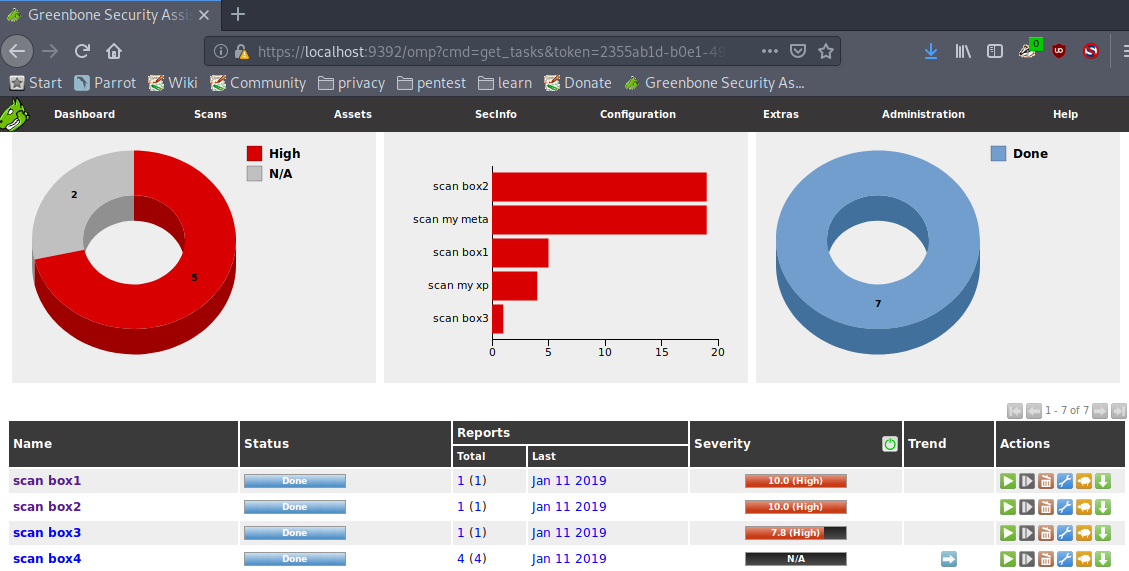 Greenbone Security Assis
https://localhost:9392/omp?cmd=get_tasks&token=2355ab1d-b0e1-49
0
Start Parrot Wiki Community privacy pentest learn Donate Greenbone Security As...
Dashboard Scans Assets SecInfo Configuration Extras Administration Help
High
N/A
2
5
scan box2
scan my meta
scan box1
scan my xp
scan box3
0 5 10 15 20
Done
7
1 - 7 of 7
Name Status Reports Severity Trend Actions
Total Last
scan box1 Done 1 (1) Jan 11 2019 10.0 (High)
scan box2 Done 1 (1) Jan 11 2019 10.0 (High)
scan box3 Done 1 (1) Jan 11 2019 7.8 (High)
scan box4 Done 4 (4) Jan 11 2019 N/A